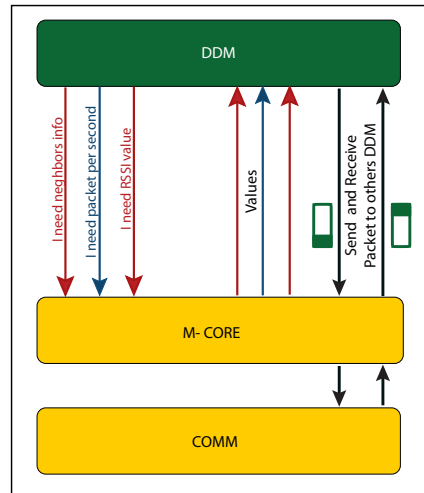 DDM
I need neghbors info
I need packet per second
I need RSSI value
Values
Send and Receive
Packet to others DDM
M- CORE
COMM